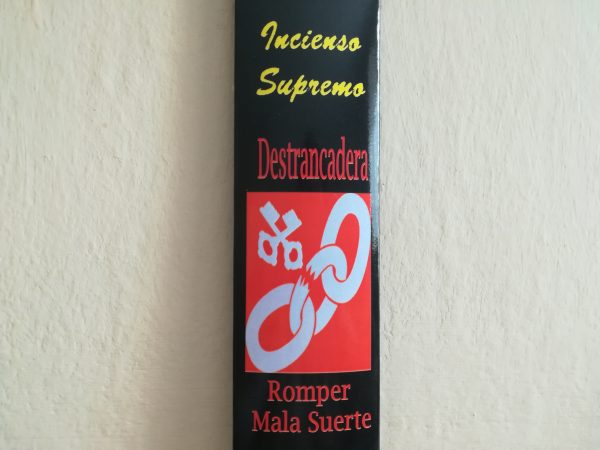 Incienso
Supremo
Destrancadera
Romper
Mala Suerte